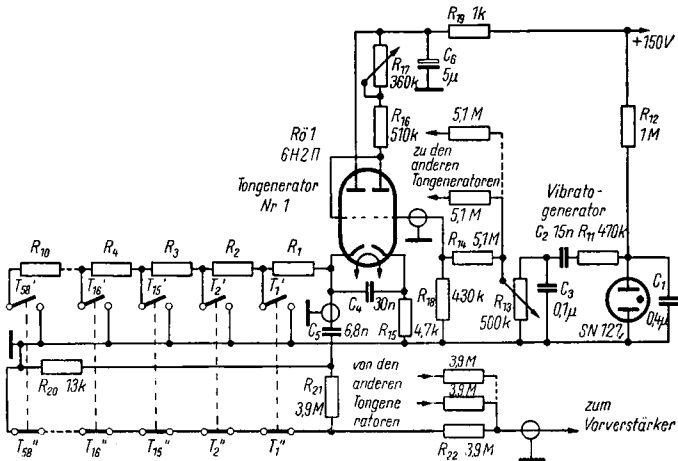 R19 1k
+150V
R17
360k
C6
5µ
R16
510k
R12
1M
5,1 M
Rö 1
6Н2П
zu den
anderen
Tongeneratoren
5,1 M
Tongenerator
Nr 1
Vibrato-
generator
C2 15n R11 470k
R14 5,1M
R10
R4
R3
R2
R1
T58'
T16'
T15'
T2'
T1'
C4
30n
R18
430k
R13
500k
C3
0,1µ
C1
0,4µ
SN 127
C5
6,8n
R15
4,7k
R20 13k
R21
3,9M
von den
anderen
Tongene
ratoren
3,9M
3,9M
R22 3,9M
zum
Vorverstärker
T58"
T16"
T15"
T2"
T1"